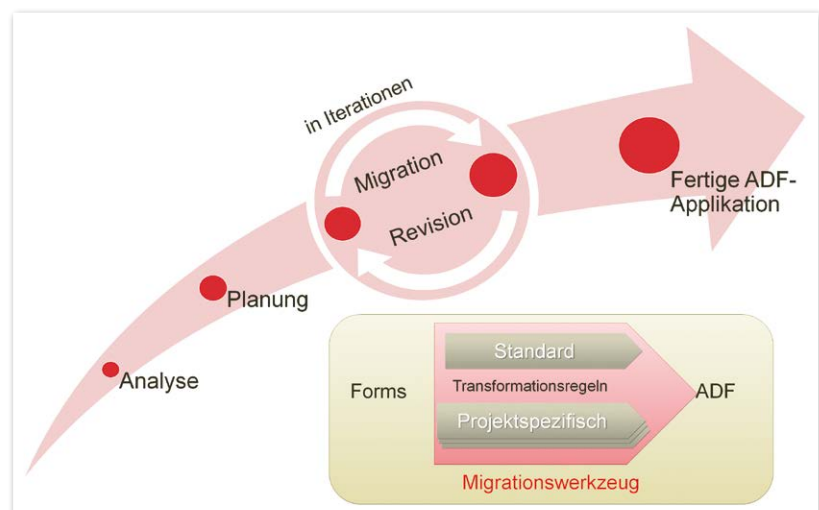 in Iterationen
Migration
Revision
Fertige ADF-
Applikation
Planung
Analyse
Standard
Forms
Transformationsregeln
ADF
Projektspezifisch
Migrationswerkzeug